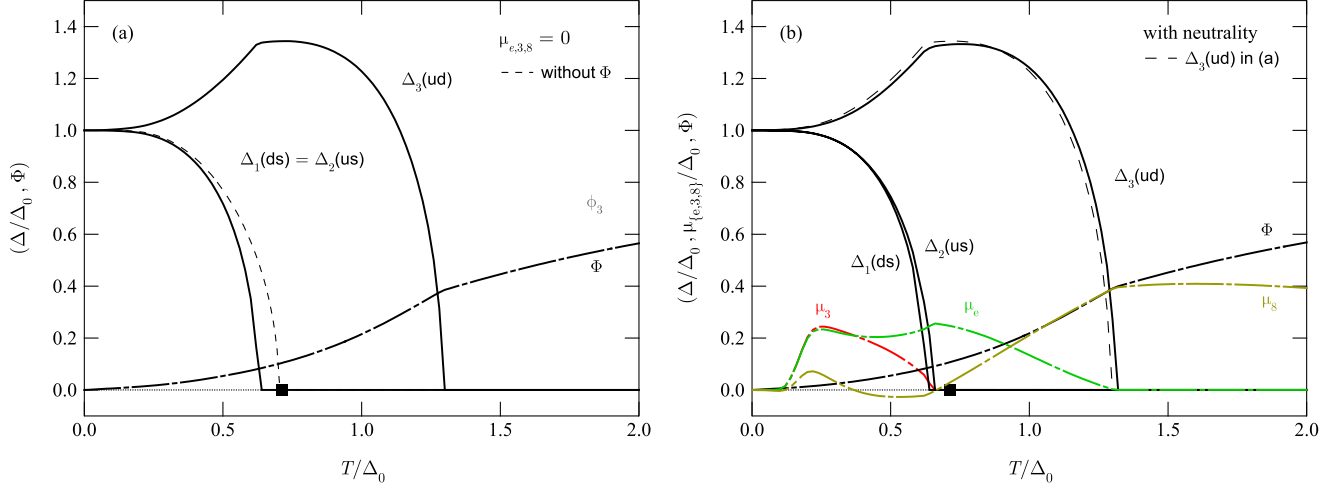 (a)
μ_{e,3,8} = 0
without Φ
Δ₃(ud)
Δ₁(ds) = Δ₂(us)
ϕ₃
Φ
(Δ/Δ₀ , Φ)
1.4
1.2
1.0
0.8
0.6
0.4
0.2
0.0
0.0 0.5 1.0 1.5 2.0
T/Δ₀
(b)
with neutrality
Δ₃(ud) in (a)
Δ₃(ud)
Φ
Δ₂(us)
Δ₁(ds)
μ₃
μₑ
μ₈
(Δ/Δ₀ , μ_{{e,3,8}}/Δ₀ , Φ)
1.4
1.2
1.0
0.8
0.6
0.4
0.2
0.0
0.0 0.5 1.0 1.5 2.0
T/Δ₀